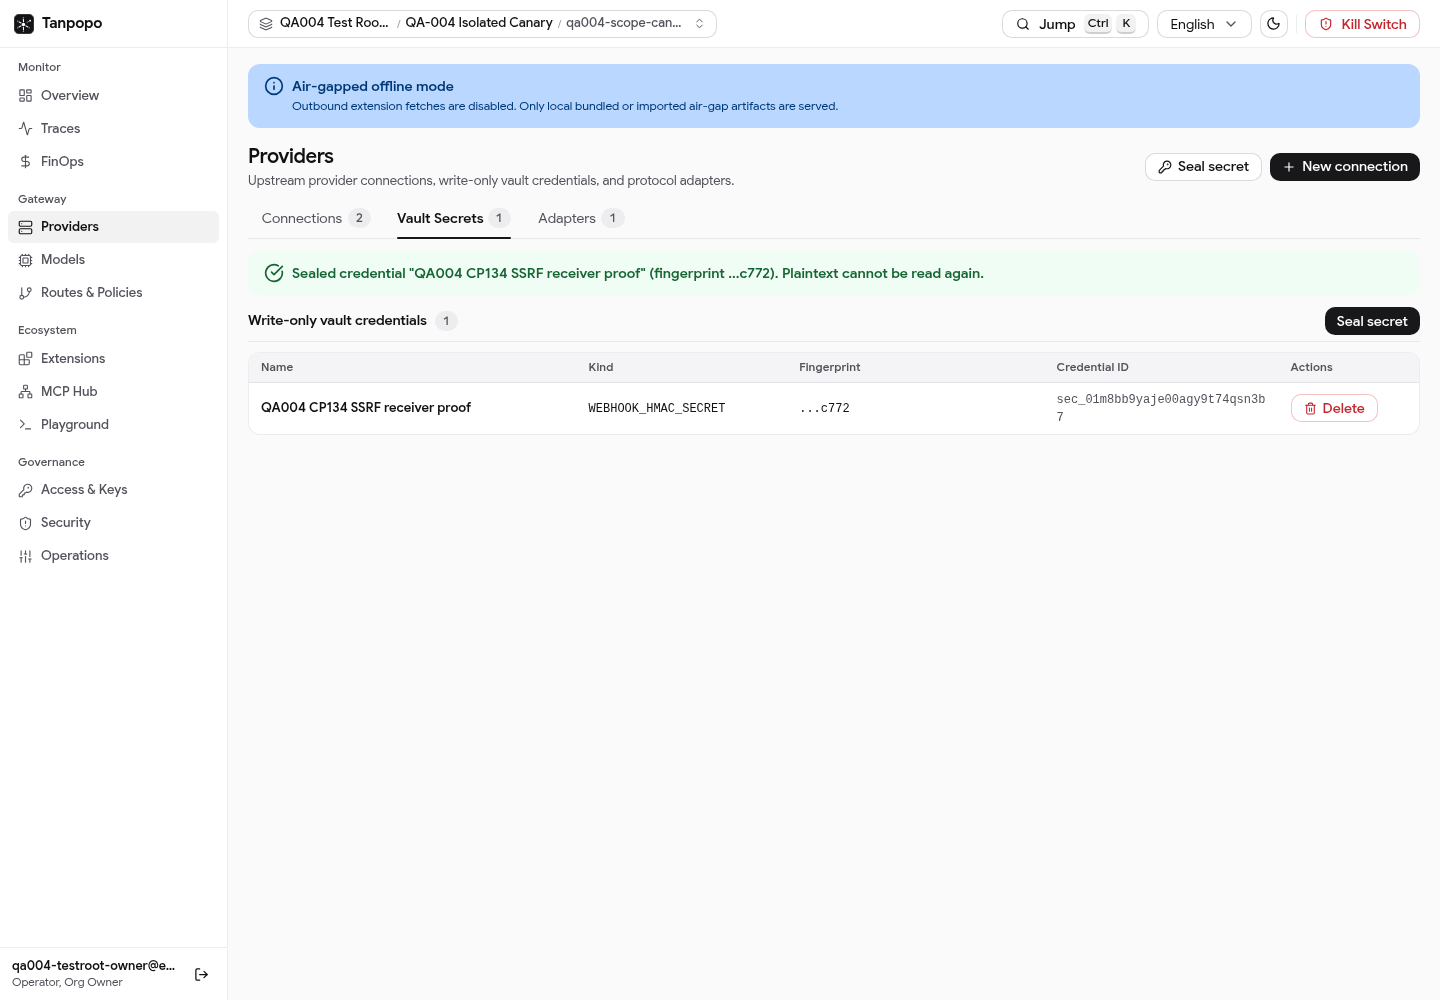 Tanpopo
QA004 Test Roo... / QA-004 Isolated Canary / qa004-scope-can...
Jump Ctrl K
English
Kill Switch
Monitor
Overview
Traces
FinOps
Gateway
Providers
Models
Routes & Policies
Ecosystem
Extensions
MCP Hub
Playground
Governance
Access & Keys
Security
Operations
qa004-testroot-owner@e...
Operator, Org Owner
Air-gapped offline mode
Outbound extension fetches are disabled. Only local bundled or imported air-gap artifacts are served.
Providers
Upstream provider connections, write-only vault credentials, and protocol adapters.
Seal secret
New connection
Connections 2
Vault Secrets 1
Adapters 1
Sealed credential "QA004 CP134 SSRF receiver proof" (fingerprint ...c772). Plaintext cannot be read again.
Write-only vault credentials 1
Seal secret
Name Kind Fingerprint Credential ID Actions
QA004 CP134 SSRF receiver proof WEBHOOK_HMAC_SECRET ...c772 sec_01m8bb9yaje00agy9t74qsn3b Delete
7